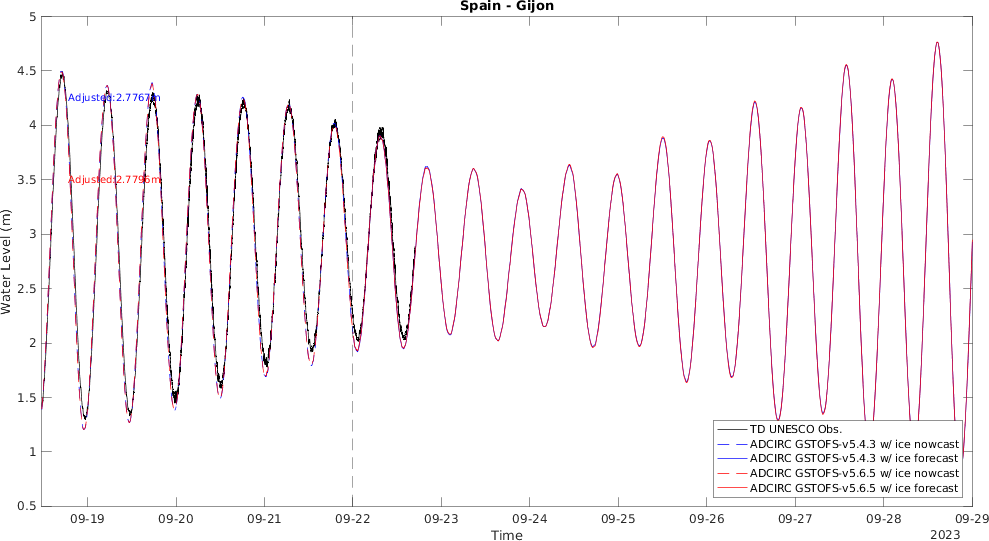 Spain - Gijon
5
4.5
4
3.5
3
2.5
2
1.5
1
0.5
Water Level (m)
Adjusted:2.7767m
Adjusted:2.7795m
TD UNESCO Obs.
ADCIRC GSTOFS-v5.4.3 w/ ice nowcast
ADCIRC GSTOFS-v5.4.3 w/ ice forecast
ADCIRC GSTOFS-v5.6.5 w/ ice nowcast
ADCIRC GSTOFS-v5.6.5 w/ ice forecast
09-19 09-20 09-21 09-22 09-23 09-24 09-25 09-26 09-27 09-28 09-29
Time
2023